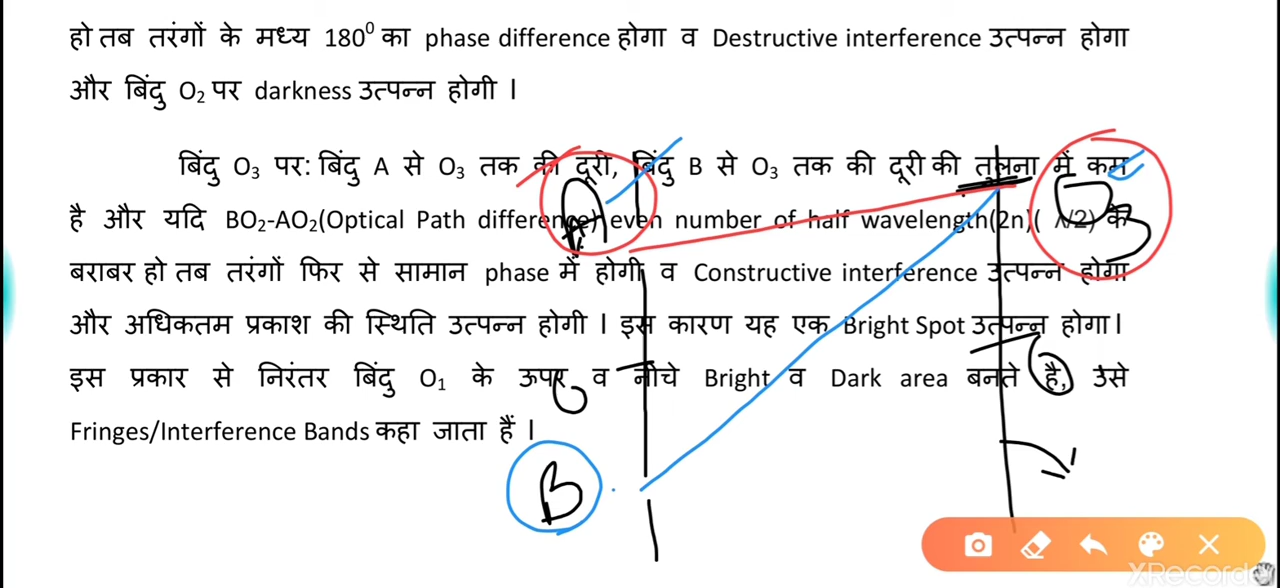 हो तब तरंगों के मध्य 180⁰ का phase difference होगा व Destructive interference उत्पन्न होगा
और बिंदु O₂ पर darkness उत्पन्न होगी ।
बिंदु O₃ पर: बिंदु A से O₃ तक की दूरी, बिंदु B से O₃ तक की दूरी की तुलना में कम
है और यदि BO₂-AO₂(Optical Path difference) even number of half wavelength(2n)( λ/2) के
बराबर हो तब तरंगों फिर से सामान phase में होगी व Constructive interference उत्पन्न होगा
और अधिकतम प्रकाश की स्थिति उत्पन्न होगी । इस कारण यह एक Bright Spot उत्पन्न होगा।
इस प्रकार से निरंतर बिंदु O₁ के ऊपर व नीचे Bright व Dark area बनते है, उसे
Fringes/Interference Bands कहा जाता हैं ।
A
O3
B
XRecorder